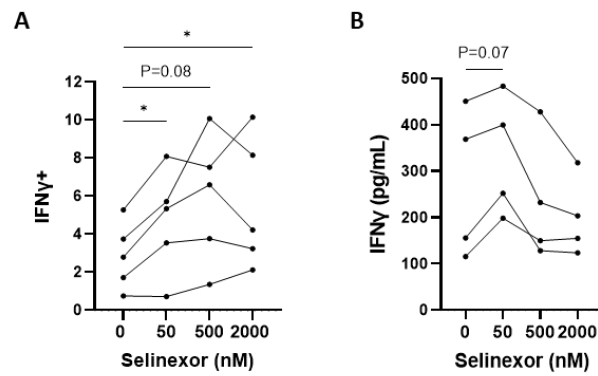 A
B
*
P=0.08
*
P=0.07
IFNγ+
12
10
8
6
4
2
0
0 50 500 2000
Selinexor (nM)
IFNγ (pg/mL)
500
400
300
200
100
0
0 50 500 2000
Selinexor (nM)